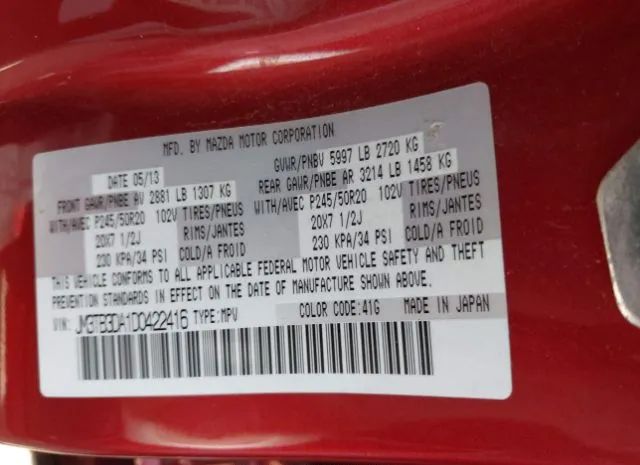 MFD. BY MAZDA MOTOR CORPORATION
DATE 05/13 GVWR/PNBV 5997 LB 2720 KG
FRONT GAWR/PNBE AV 2881 LB 1307 KG REAR GAWR/PNBE AR 3214 LB 1458 KG
WITH/AVEC P245/50R20 102V TIRES/PNEUS WITH/AVEC P245/50R20 102V TIRES/PNEUS
20X7 1/2J RIMS/JANTES 20X7 1/2J RIMS/JANTES
230 KPA/34 PSI COLD/A FROID 230 KPA/34 PSI COLD/A FROID
THIS VEHICLE CONFORMS TO ALL APPLICABLE FEDERAL MOTOR VEHICLE SAFETY AND THEFT
PREVENTION STANDARDS IN EFFECT ON THE DATE OF MANUFACTURE SHOWN ABOVE.
VIN: JM3TB3DA1D0422416 TYPE:MPV COLOR CODE:41G MADE IN JAPAN